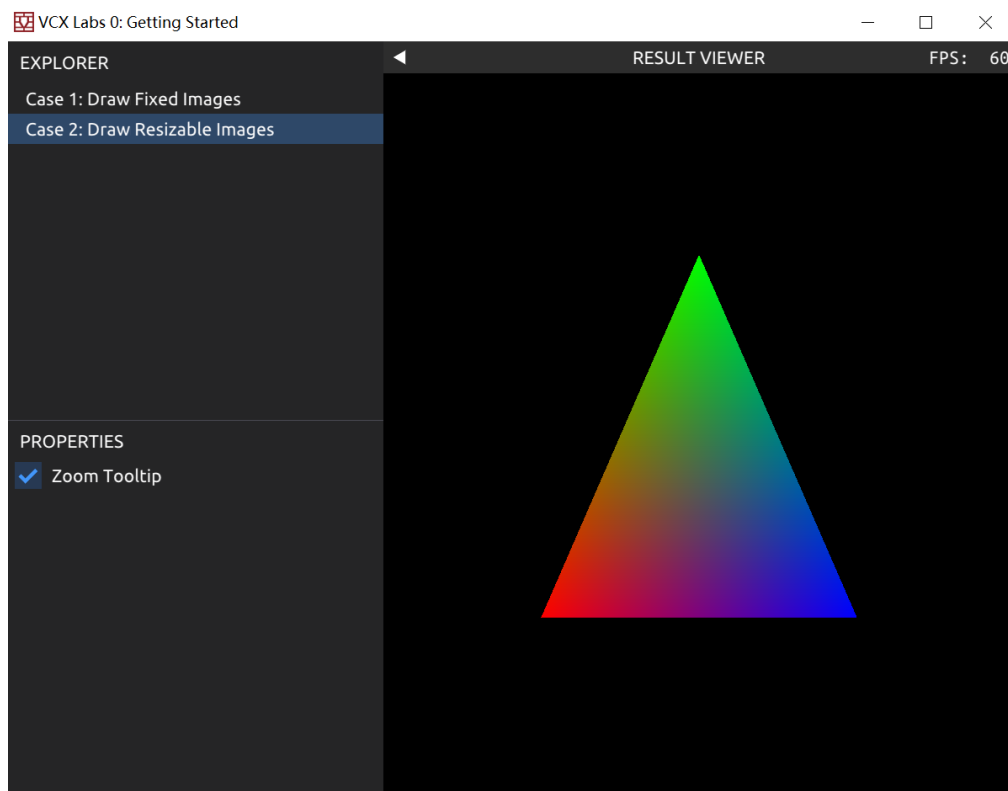 VCX Labs 0: Getting Started
EXPLORER
Case 1: Draw Fixed Images
Case 2: Draw Resizable Images
PROPERTIES
Zoom Tooltip
RESULT VIEWER
FPS: 60